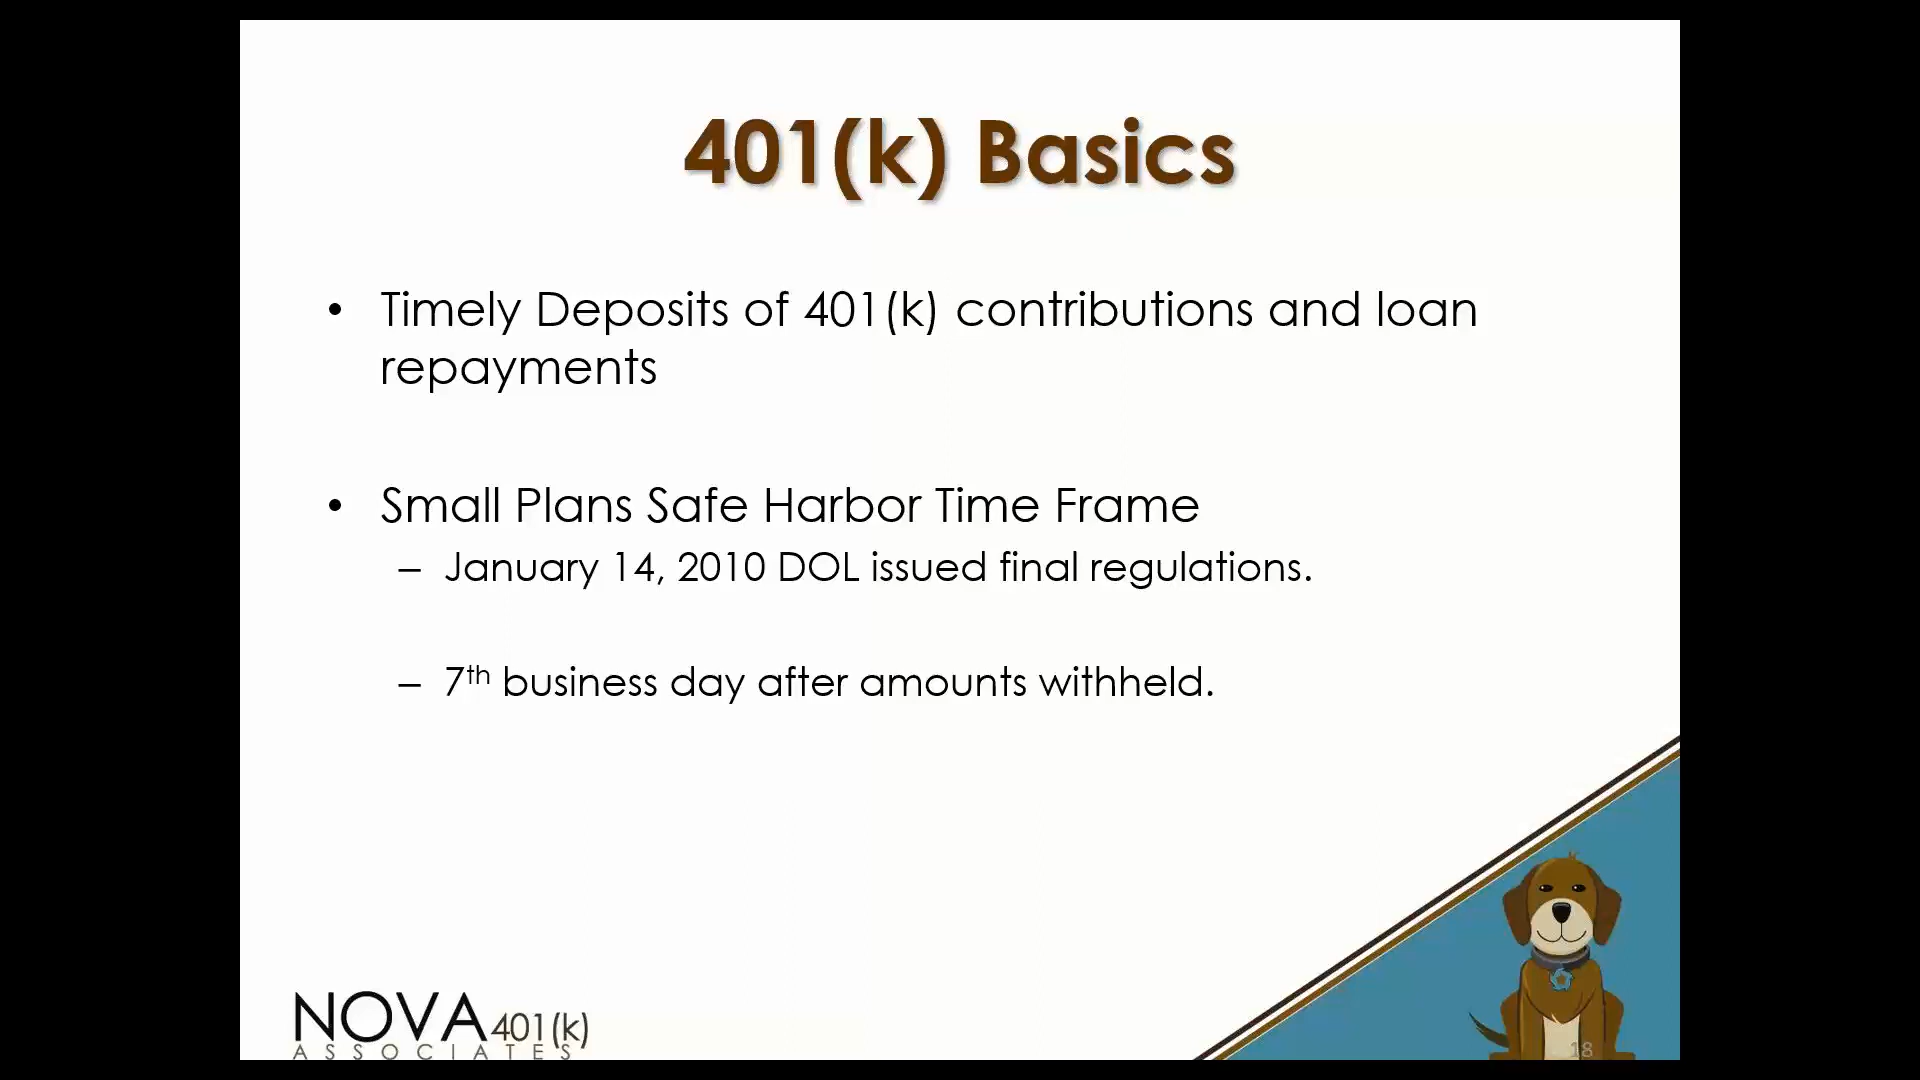 401(k) Basics
• Timely Deposits of 401(k) contributions and loan
repayments
• Small Plans Safe Harbor Time Frame
– January 14, 2010 DOL issued final regulations.
– 7th business day after amounts withheld.
NOVA 401(k)
ASSOCIATES
18